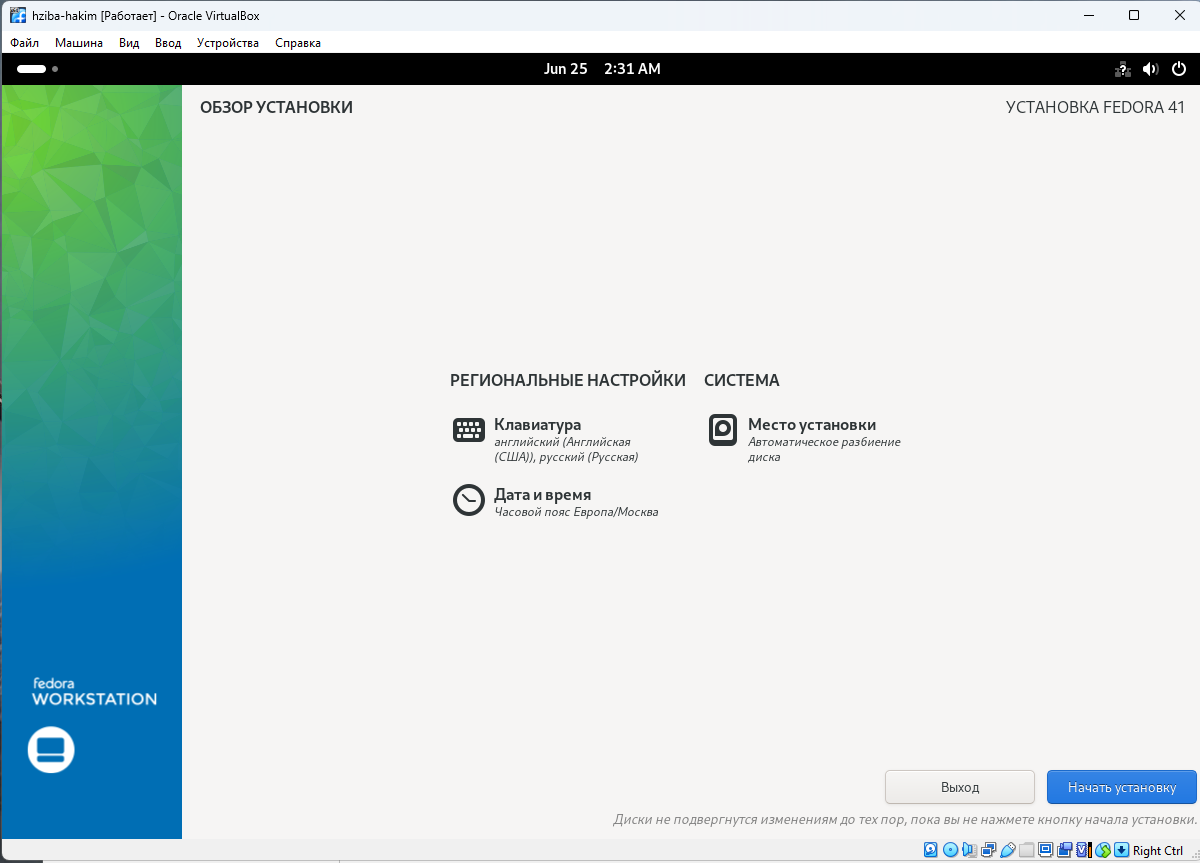 hziba-hakim [Работает] - Oracle VirtualBox
Файл Машина Вид Ввод Устройства Справка
Jun 25 2:31 AM
ОБЗОР УСТАНОВКИ
УСТАНОВКА FEDORA 41
РЕГИОНАЛЬНЫЕ НАСТРОЙКИ
Клавиатура
английский (Английская
(США)), русский (Русская)
Дата и время
Часовой пояс Европа/Москва
СИСТЕМА
Место установки
Автоматическое разбиение
диска
fedora
WORKSTATION
Выход
Начать установку
Диски не подвергнутся изменениям до тех пор, пока вы не нажмете кнопку начала установки.
Right Ctrl